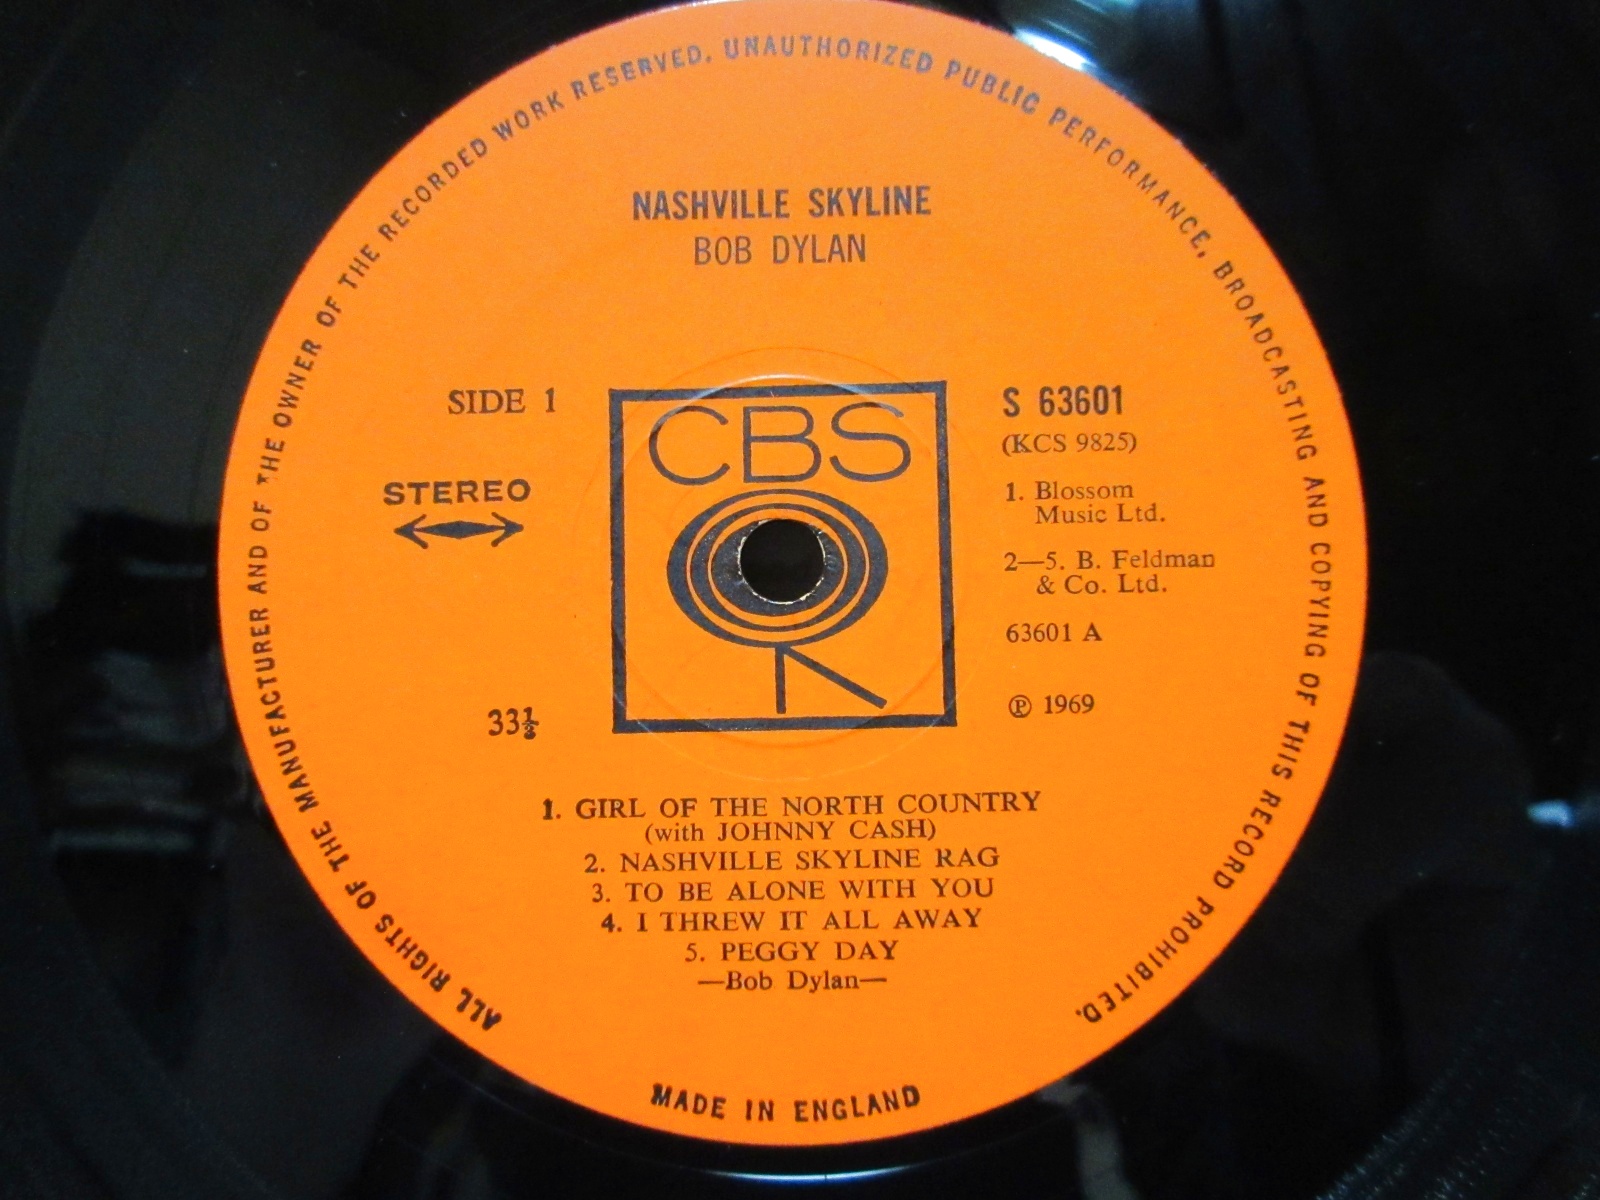 ALL RIGHTS OF THE MANUFACTURER AND OF THE OWNER OF THE RECORDED WORK RESERVED. UNAUTHORIZED PUBLIC PERFORMANCE, BROADCASTING AND COPYING OF THIS RECORD PROHIBITED.
NASHVILLE SKYLINE
BOB DYLAN
SIDE 1
STEREO
33⅓
CBS
S 63601
(KCS 9825)
1. Blossom
Music Ltd.
2—5. B. Feldman
& Co. Ltd.
63601 A
℗ 1969
1. GIRL OF THE NORTH COUNTRY
(with JOHNNY CASH)
2. NASHVILLE SKYLINE RAG
3. TO BE ALONE WITH YOU
4. I THREW IT ALL AWAY
5. PEGGY DAY
—Bob Dylan—
MADE IN ENGLAND